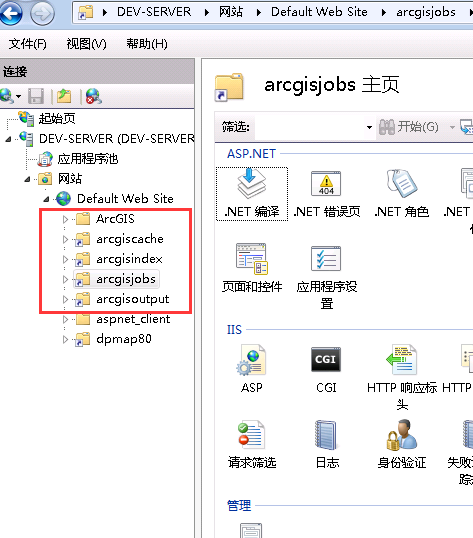 DEV-SERVER 网站 Default Web Site arcgisjobs
文件(F) 视图(V) 帮助(H)
连接
起始页
DEV-SERVER (DEV-SERVER
应用程序池
网站
Default Web Site
ArcGIS
arcgiscache
arcgisindex
arcgisjobs
arcgisoutput
aspnet_client
dpmap80
arcgisjobs 主页
筛选: 开始(G)
ASP.NET
404
.NET 编译 .NET 错误页 .NET 角色 .NET
页面和控件 应用程序设置
IIS
CGI
ASP CGI HTTP 响应标头 HTTP
请求筛选 日志 身份验证 失败
管理